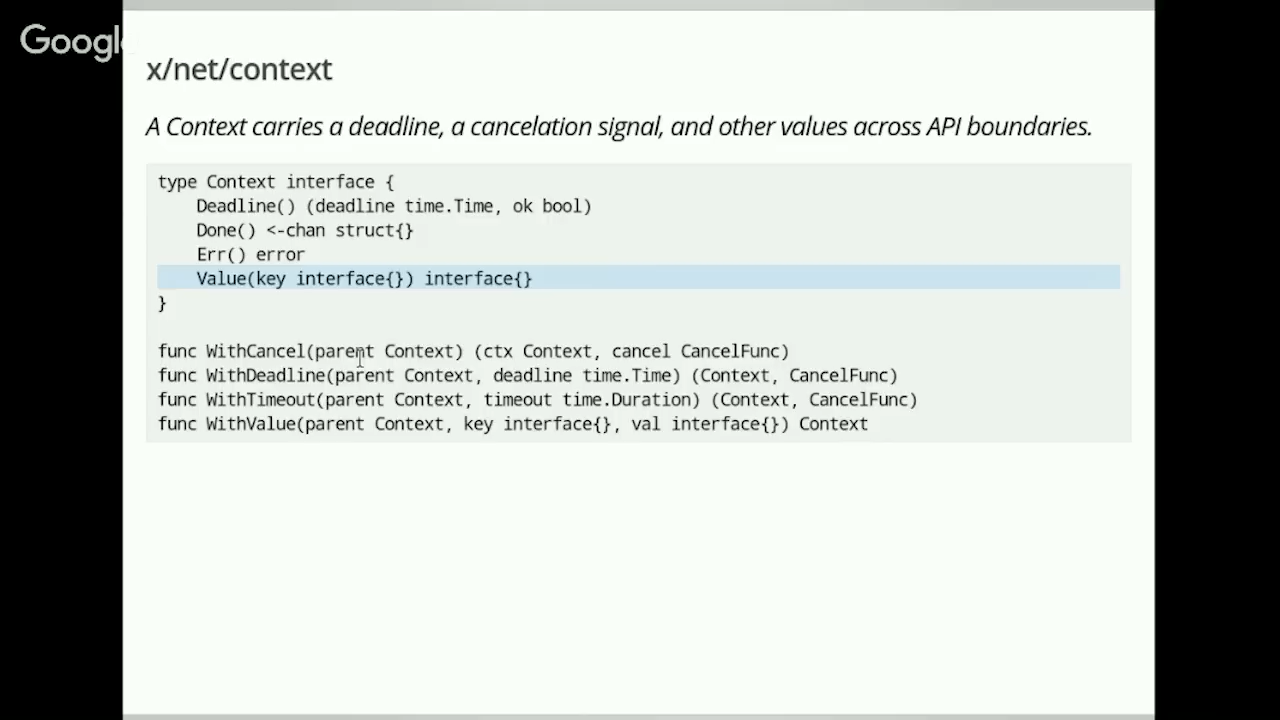 Google
x/net/context
A Context carries a deadline, a cancelation signal, and other values across API boundaries.
type Context interface {
    Deadline() (deadline time.Time, ok bool)
    Done() <-chan struct{}
    Err() error
    Value(key interface{}) interface{}
}
func WithCancel(parent Context) (ctx Context, cancel CancelFunc)
func WithDeadline(parent Context, deadline time.Time) (Context, CancelFunc)
func WithTimeout(parent Context, timeout time.Duration) (Context, CancelFunc)
func WithValue(parent Context, key interface{}, val interface{}) Context